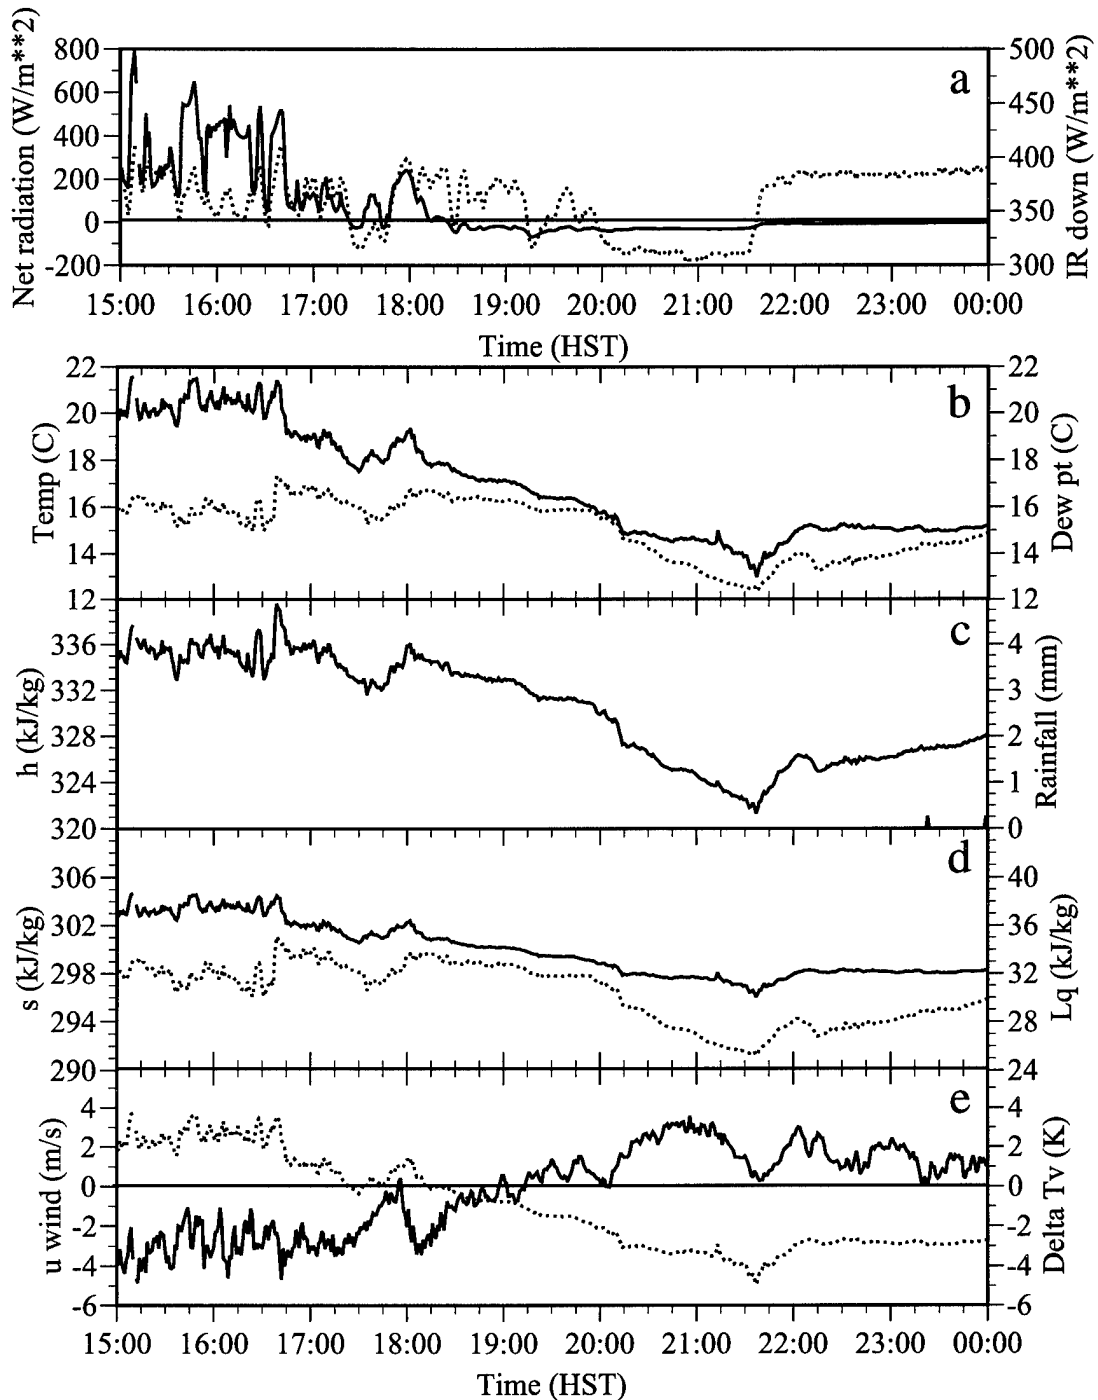 Net radiation (W/m**2)
800
600
400
200
0
-200
a
500
450
400
350
300
IR down (W/m**2)
15:00 16:00 17:00 18:00 19:00 20:00 21:00 22:00 23:00 00:00
Time (HST)
Temp (C)
22
20
18
16
14
12
b
22
20
18
16
14
12
Dew pt (C)
h (kJ/kg)
336
332
328
324
320
c
4
3
2
1
0
Rainfall (mm)
s (kJ/kg)
306
302
298
294
290
d
40
36
32
28
24
Lq (kJ/kg)
u wind (m/s)
4
2
0
-2
-4
-6
e
4
2
0
-2
-4
-6
Delta Tv (K)
15:00 16:00 17:00 18:00 19:00 20:00 21:00 22:00 23:00 00:00
Time (HST)